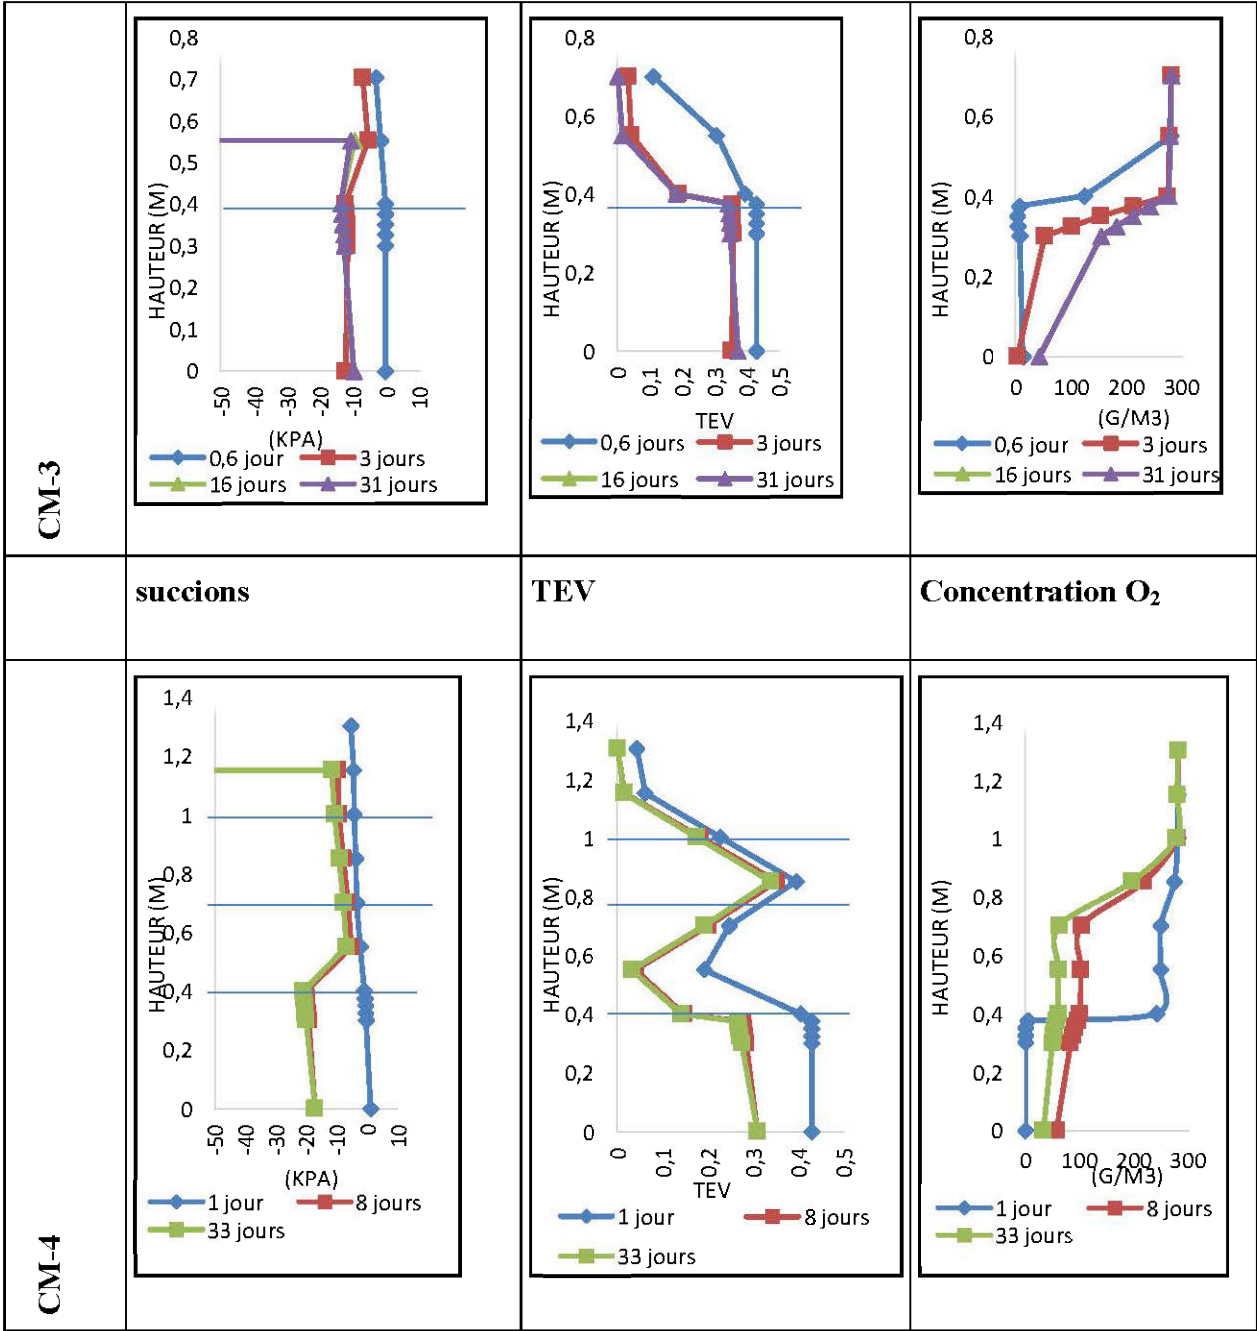 CM-3
0,8
0,7
0,6
0,5
0,4
0,3
0,2
0,1
0
HAUTEUR (M)
-50 -40 -30 -20 -10 0 10
(KPA)
0,6 jour 3 jours
16 jours 31 jours
0,8
0,6
0,4
0,2
0
HAUTEUR (M)
0 0,1 0,2 0,3 0,4 0,5
TEV
0,6 jours 3 jours
16 jours 31 jours
0,8
0,6
0,4
0,2
0
HAUTEUR (M)
0 100 200 300
(G/M3)
0,6 jour 3 jours
16 jours 31 jours
succions TEV Concentration O₂
CM-4
1,4
1,2
1
0,8
0,6
0,4
0,2
0
HAUTEUR (M)
-50 -40 -30 -20 -10 0 10
(KPA)
1 jour 8 jours
33 jours
1,4
1,2
1
0,8
0,6
0,4
0,2
0
HAUTEUR (M)
0 0,1 0,2 0,3 0,4 0,5
TEV
1 jour 8 jours
33 jours
1,4
1,2
1
0,8
0,6
0,4
0,2
0
HAUTEUR (M)
0 100 200 300
(G/M3)
1 jour 8 jours
33 jours